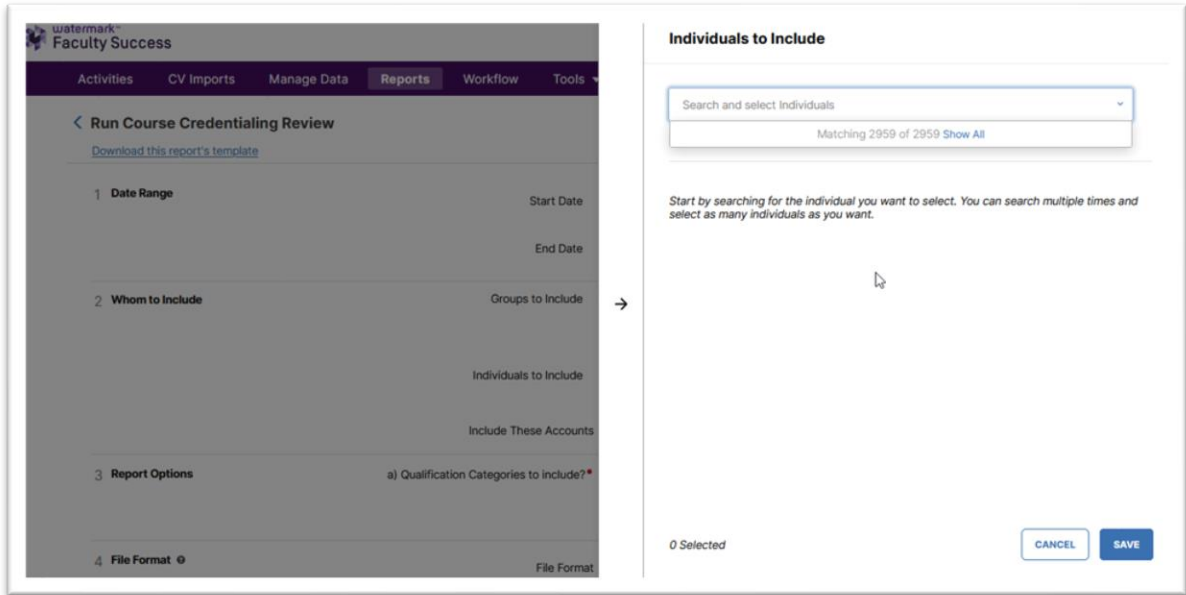 watermark™
Faculty Success
Activities CV Imports Manage Data Reports Workflow Tools
Run Course Credentialing Review
Download this report's template
1 Date Range
Start Date
End Date
2 Whom to Include
Groups to Include
Individuals to Include
Include These Accounts
3 Report Options
a) Qualification Categories to include?*
4 File Format
File Format
Individuals to Include
Search and select Individuals
Matching 2959 of 2959 Show All
Start by searching for the individual you want to select. You can search multiple times and
select as many individuals as you want.
0 Selected
CANCEL SAVE